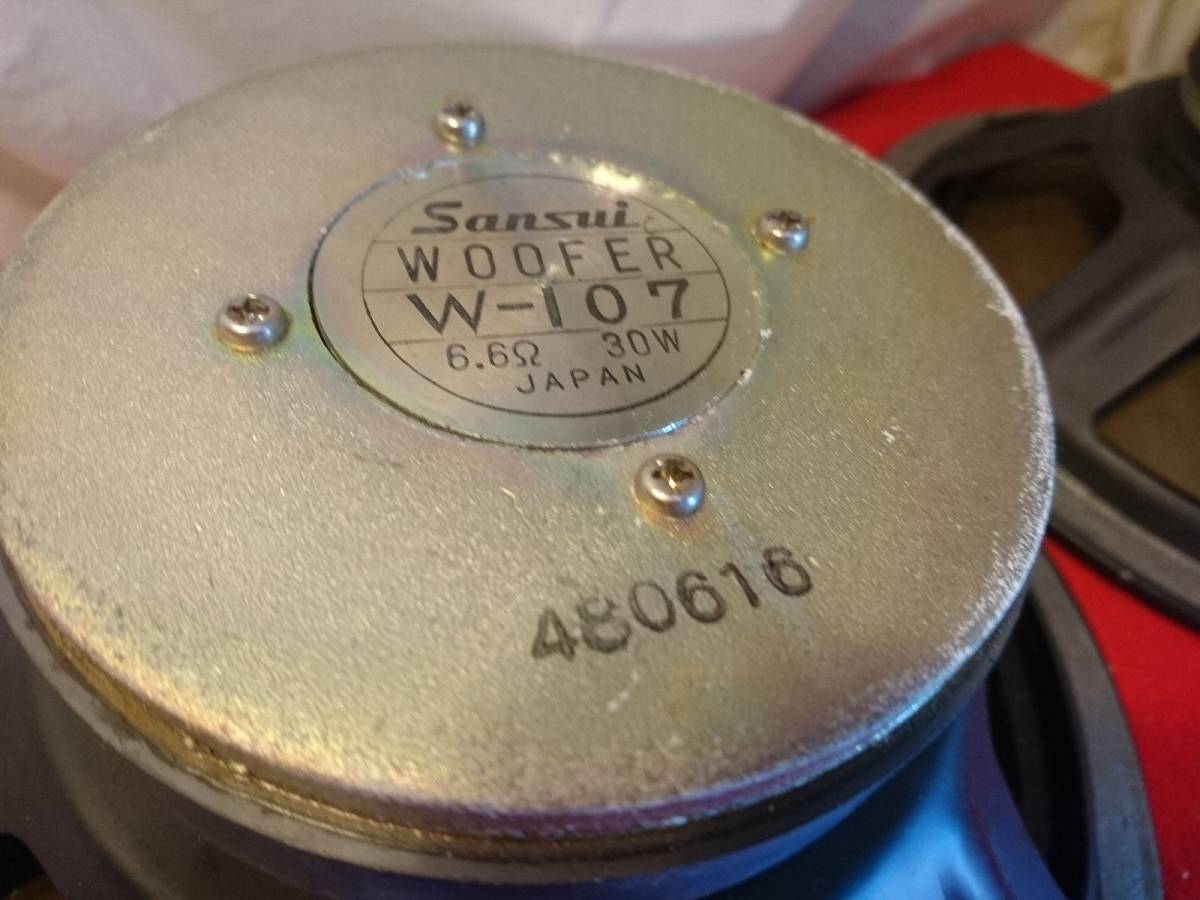 Sansui
WOOFER
W-107
6.6Ω 30W
JAPAN
480616